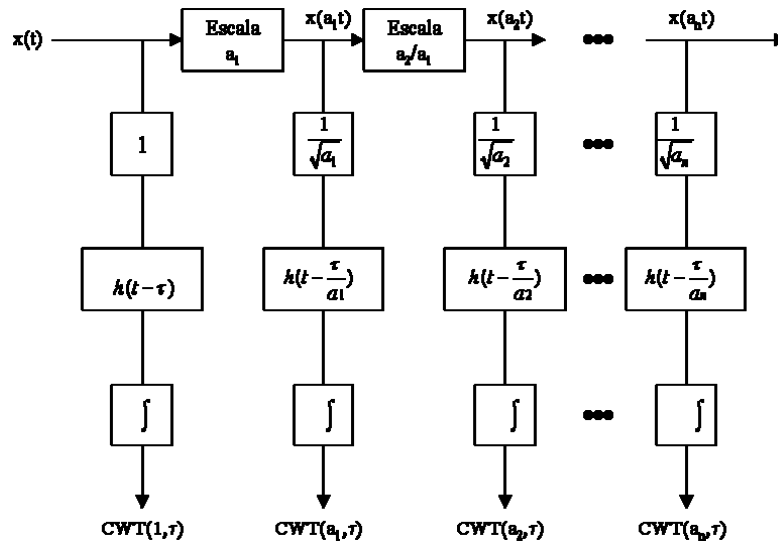 x(t)
Escala
a₁
x(a₁t)
Escala
a₂/a₁
x(a₂t)
•••
x(aₙt)
1
1
√a₁
1
√a₂
•••
1
√aₙ
h(t-τ)
h(t-τ/a1)
h(t-τ/a2)
•••
h(t-τ/an)
∫
∫
∫
•••
∫
CWT(1,τ)
CWT(a₁,τ)
CWT(a₂,τ)
CWT(aₙ,τ)